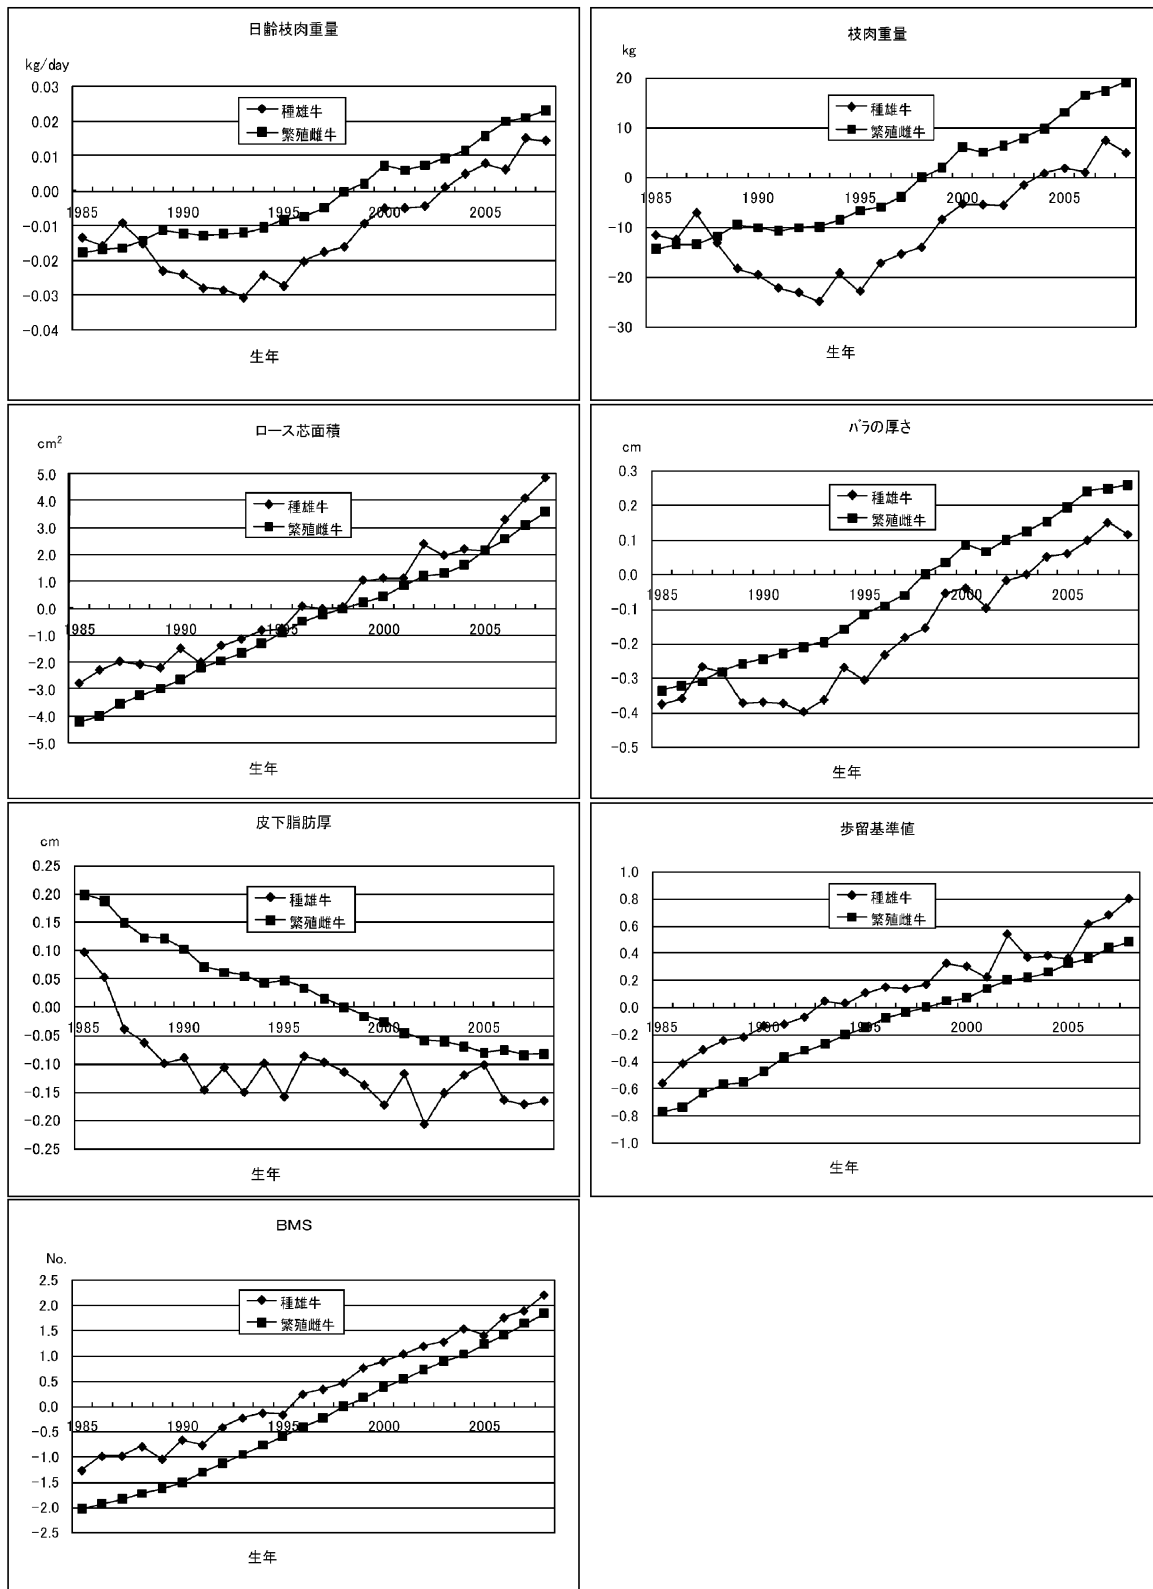 日齢枝肉重量
kg/day
0.03
0.02
0.01
0.00
-0.01
-0.02
-0.03
-0.04
種雄牛
繁殖雌牛
1985 1990 1995 2000 2005
生年
枝肉重量
kg
20
10
0
-10
-20
-30
種雄牛
繁殖雌牛
1985 1990 1995 2000 2005
生年
ロース芯面積
cm²
5.0
4.0
3.0
2.0
1.0
0.0
-1.0
-2.0
-3.0
-4.0
-5.0
種雄牛
繁殖雌牛
1985 1990 1995 2000 2005
生年
バラの厚さ
cm
0.3
0.2
0.1
0.0
-0.1
-0.2
-0.3
-0.4
-0.5
種雄牛
繁殖雌牛
1985 1990 1995 2000 2005
生年
皮下脂肪厚
cm
0.25
0.20
0.15
0.10
0.05
0.00
-0.05
-0.10
-0.15
-0.20
-0.25
種雄牛
繁殖雌牛
1985 1990 1995 2000 2005
生年
歩留基準値
1.0
0.8
0.6
0.4
0.2
0.0
-0.2
-0.4
-0.6
-0.8
-1.0
種雄牛
繁殖雌牛
1985 1990 1995 2000 2005
生年
BMS
No.
2.5
2.0
1.5
1.0
0.5
0.0
-0.5
-1.0
-1.5
-2.0
-2.5
種雄牛
繁殖雌牛
1985 1990 1995 2000 2005
生年